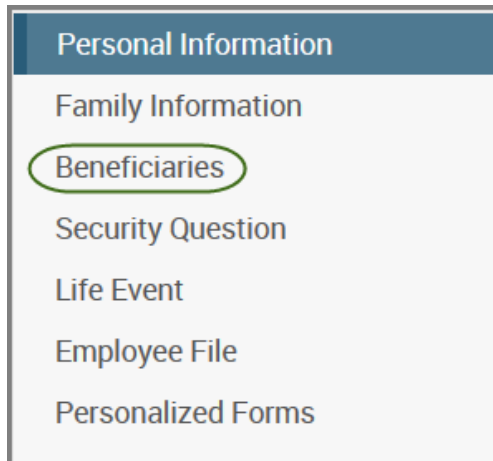 Personal Information
Family Information
Beneficiaries
Security Question
Life Event
Employee File
Personalized Forms